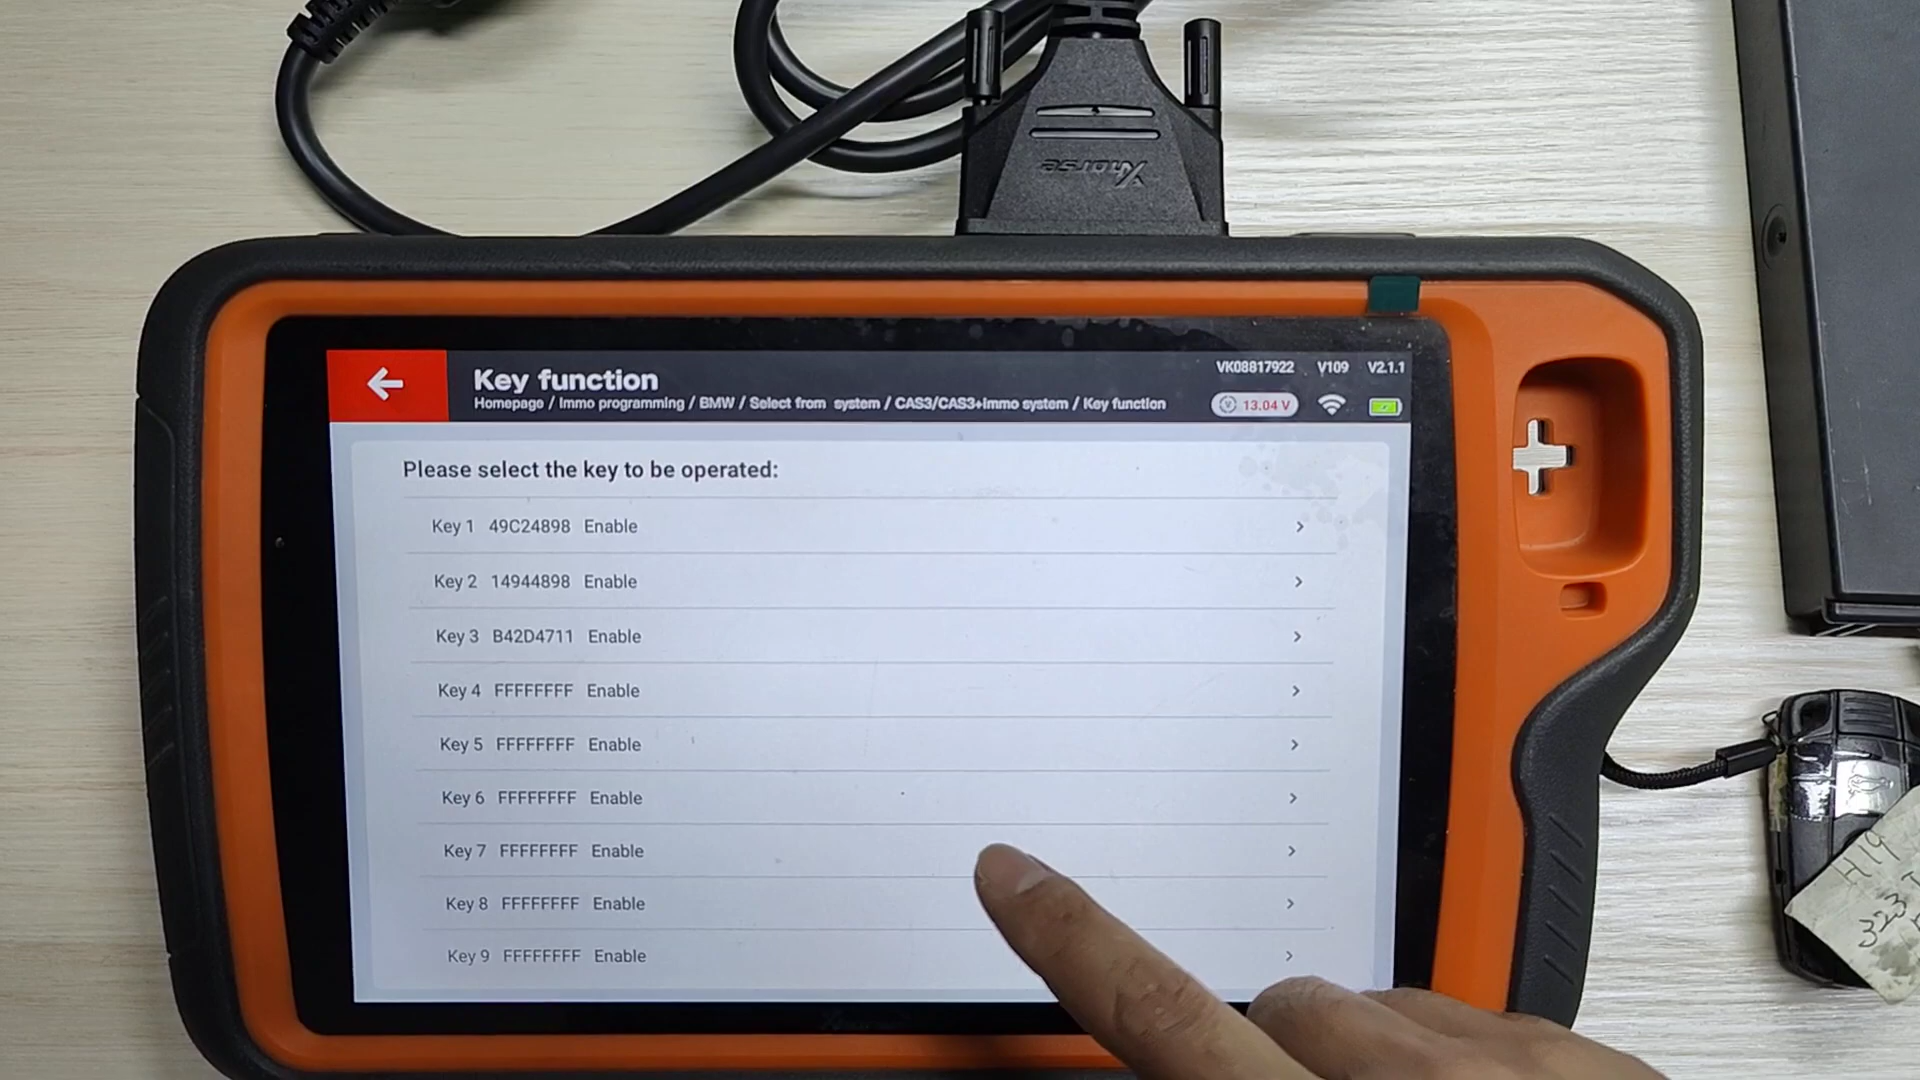 Xhorse
Key function
VK08817922 V109 V2.1.1
Homepage / Immo programming / BMW / Select from system / CAS3/CAS3+immo system / Key function
13.04 V
Please select the key to be operated:
Key 1 49C24898 Enable
Key 2 14944898 Enable
Key 3 B42D4711 Enable
Key 4 FFFFFFFF Enable
Key 5 FFFFFFFF Enable
Key 6 FFFFFFFF Enable
Key 7 FFFFFFFF Enable
Key 8 FFFFFFFF Enable
Key 9 FFFFFFFF Enable
H19
323